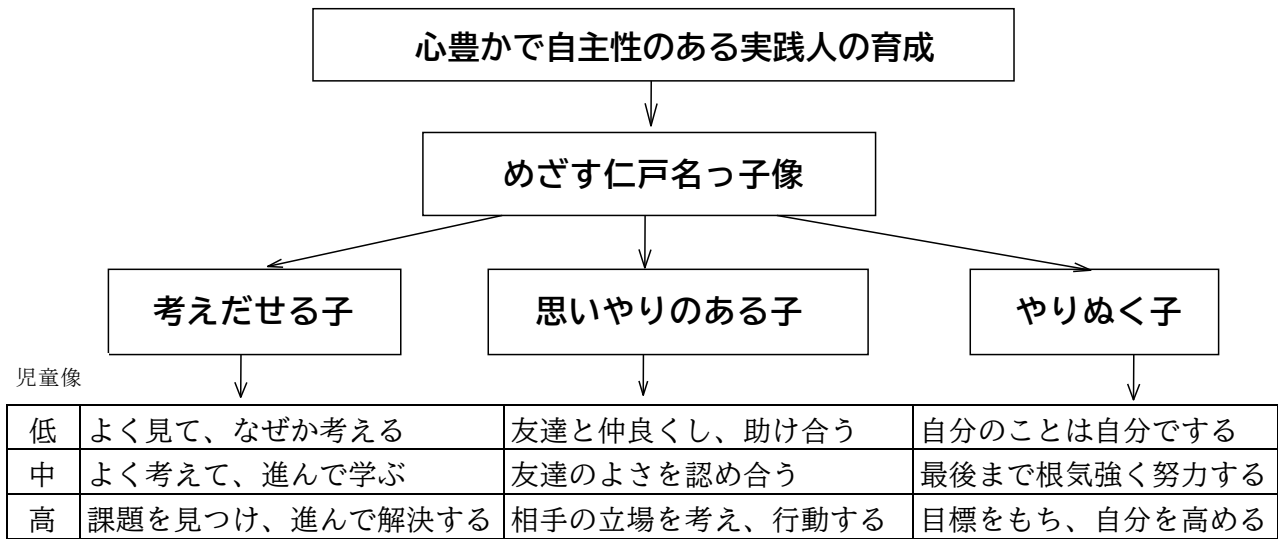 心豊かで自主性のある実践人の育成
めざす仁戸名っ子像
考えだせる子 思いやりのある子 やりぬく子
児童像
低 よく見て、なぜか考える 友達と仲良くし、助け合う 自分のことは自分でする
中 よく考えて、進んで学ぶ 友達のよさを認め合う 最後まで根気強く努力する
高 課題を見つけ、進んで解決する 相手の立場を考え、行動する 目標をもち、自分を高める